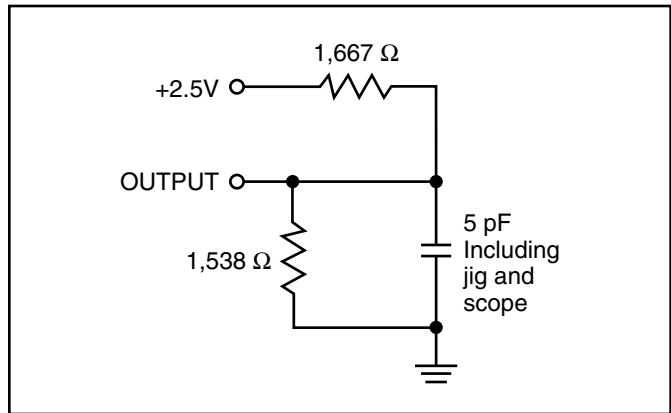 1,667 Ω
+2.5V
OUTPUT
1,538 Ω
5 pF
Including
jig and
scope